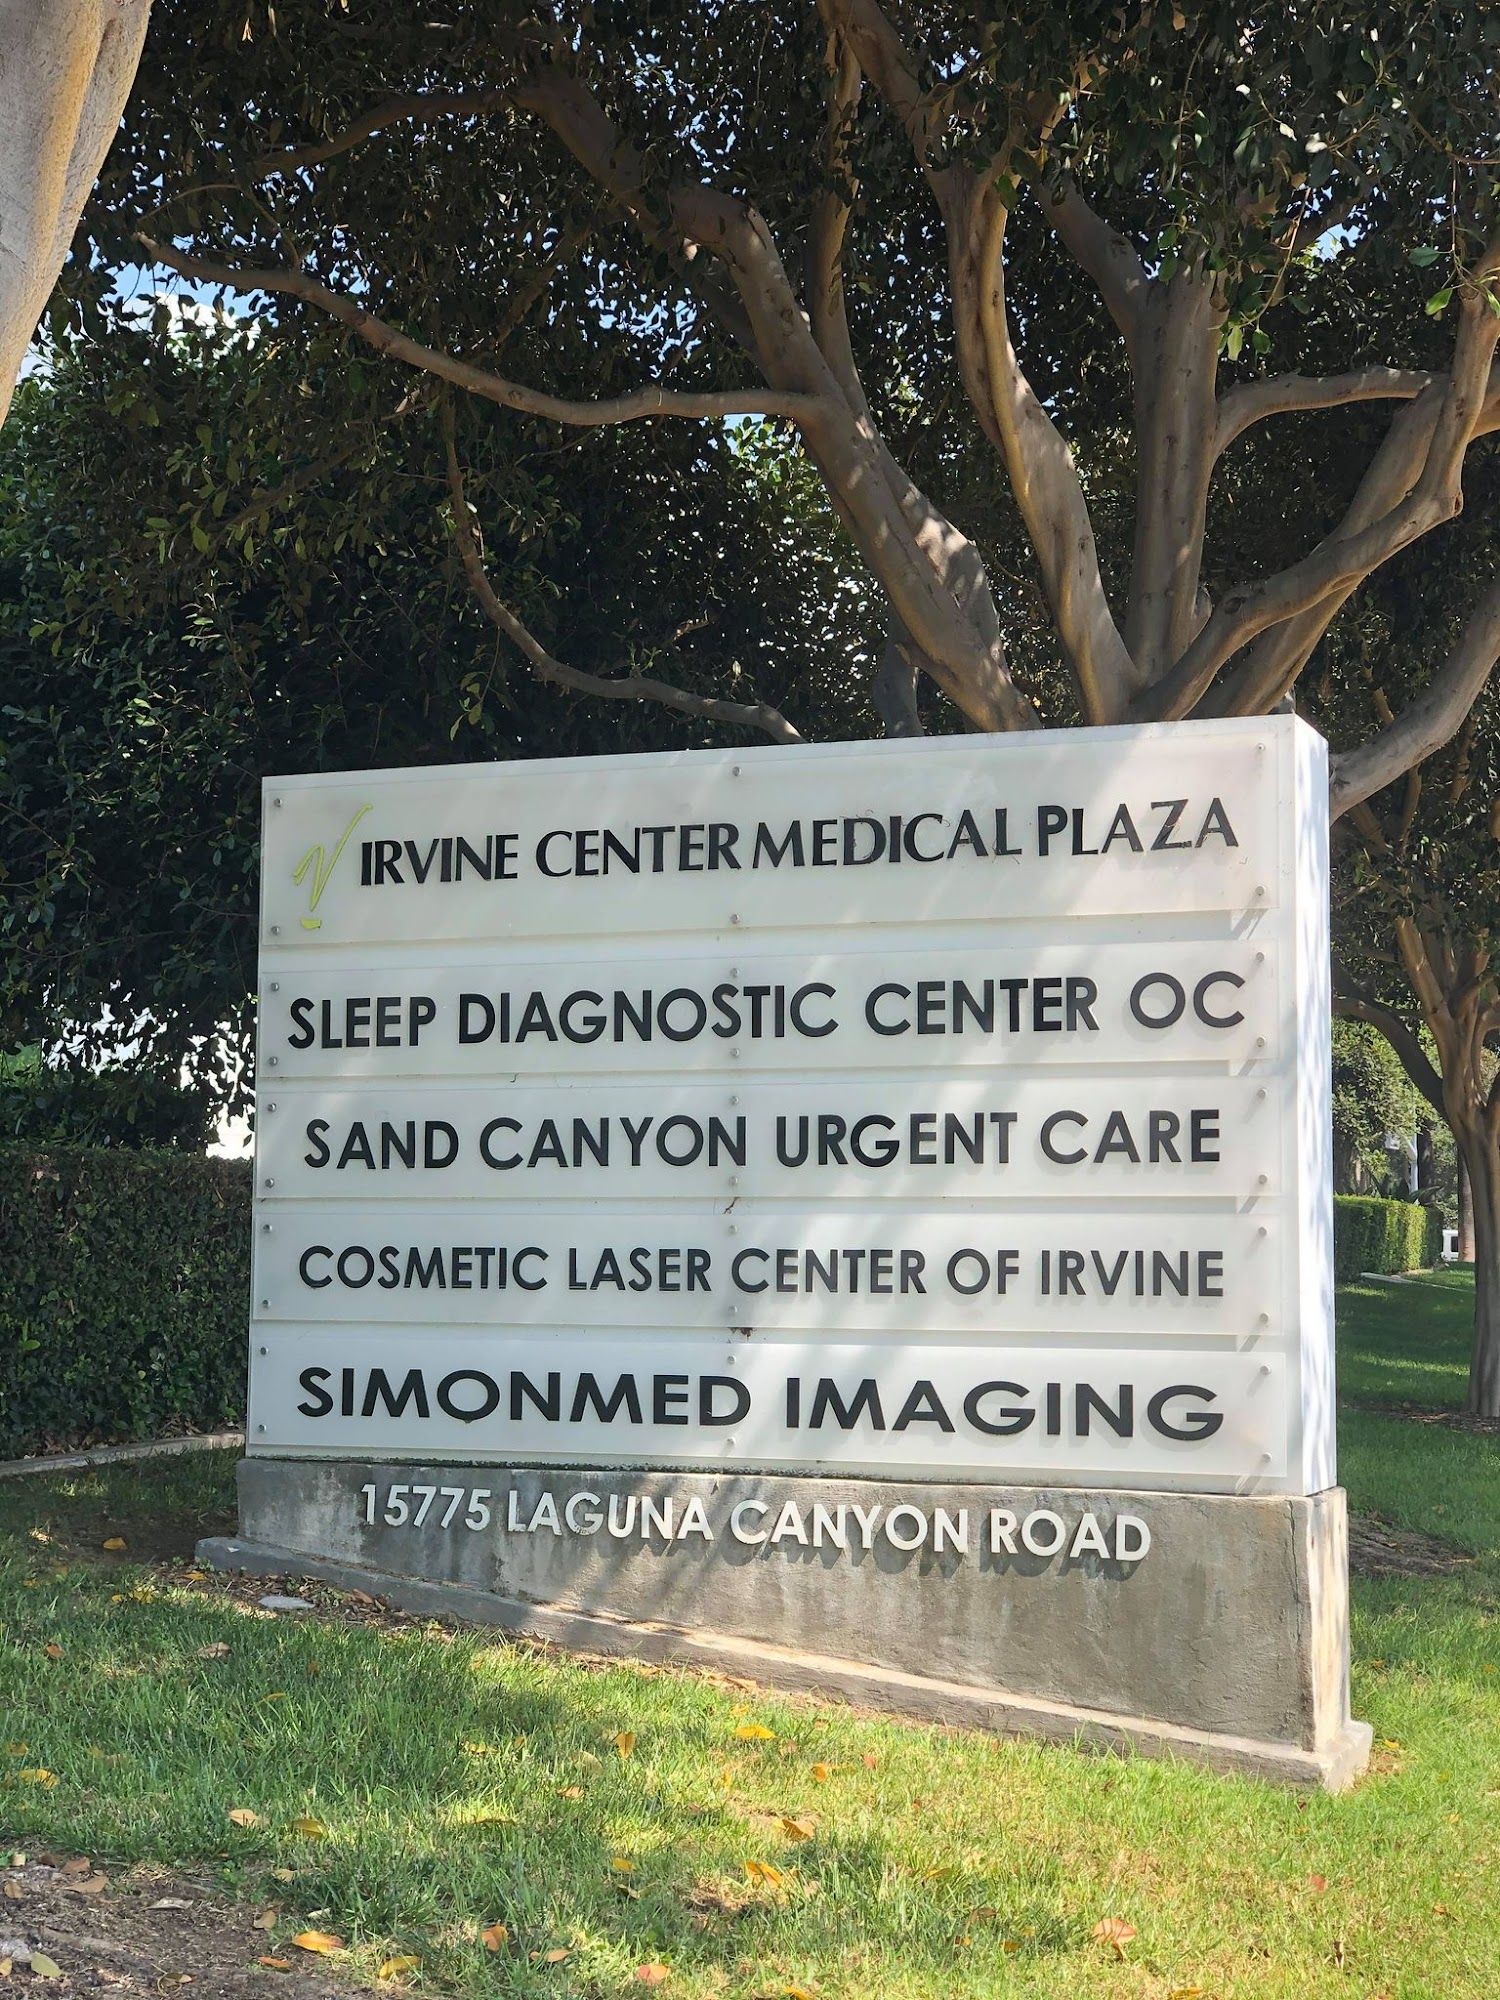 IRVINE CENTER MEDICAL PLAZA
SLEEP DIAGNOSTIC CENTER OC
SAND CANYON URGENT CARE
COSMETIC LASER CENTER OF IRVINE
SIMONMED IMAGING
15775 LAGUNA CANYON ROAD